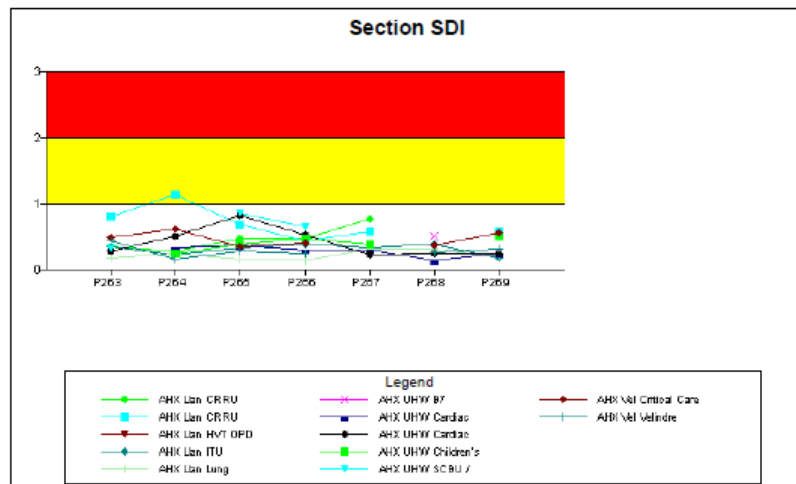 Section SDI
3
2
1
0
P263 P264 P265 P266 P267 P268 P269
Legend
AHX Llan CRRU AHX UHW B7 AHX Vel Critical Care
AHX Llan CRRU AHX UHW Cardiac AHX Vel Velindre
AHX Llan HVT OPD AHX UHW Cardiac
AHX Llan ITU AHX UHW Children's
AHX Llan Lung AHX UHW SCBU 7